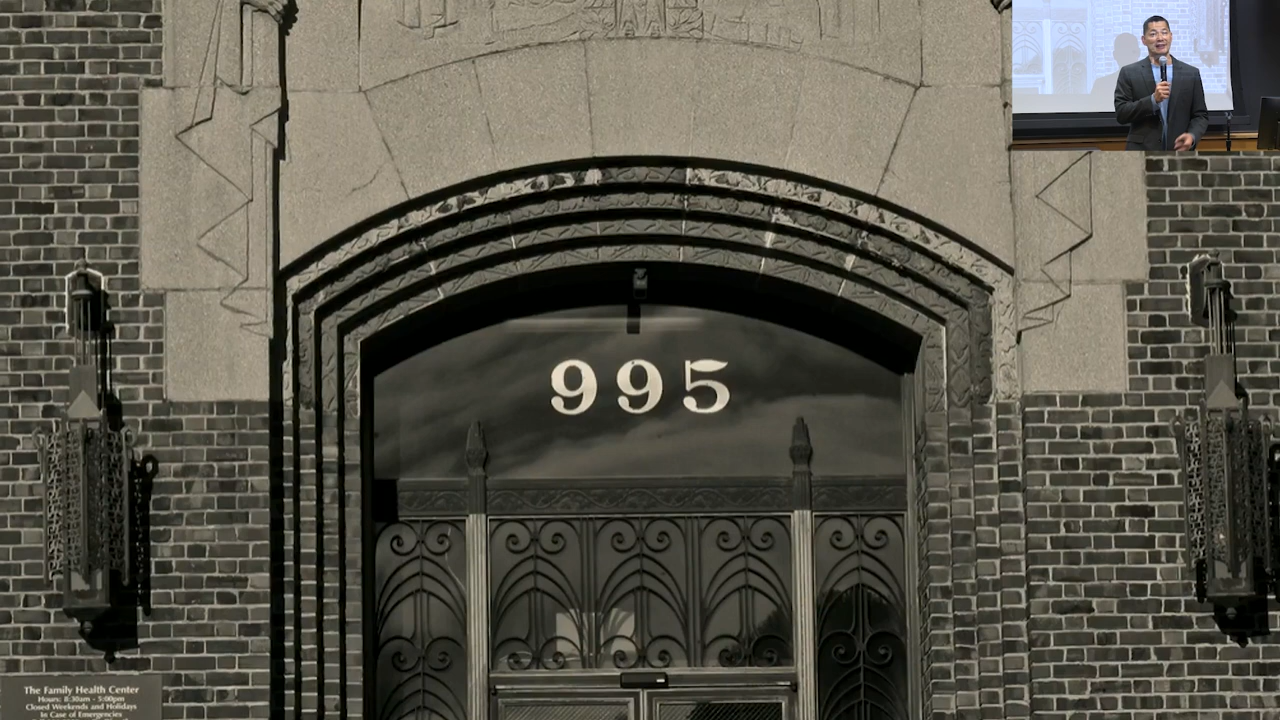 995
The Family Health Center
Hours: 8:30am - 5:00pm
Closed Weekends and Holidays
In Case of Emergencies